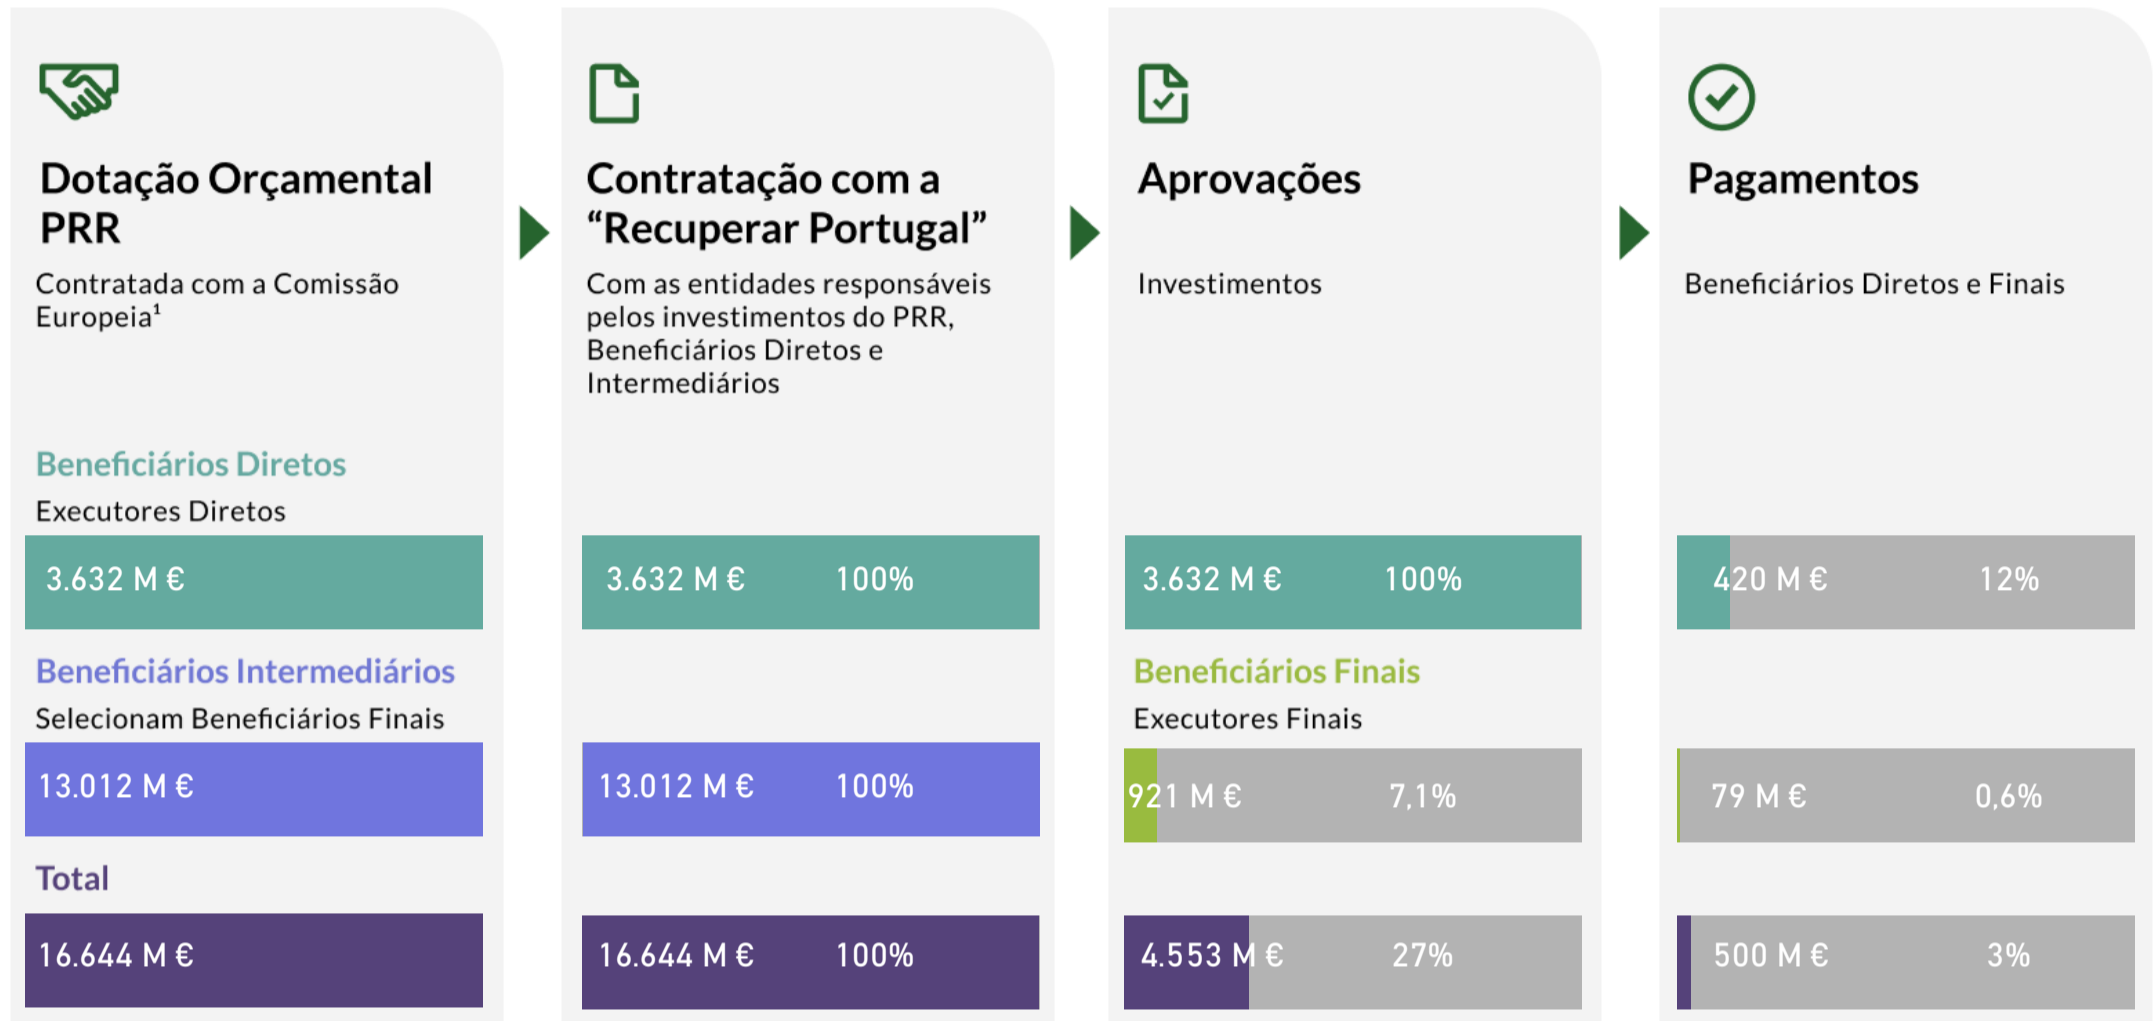 Dotação Orçamental
PRR
Contratada com a Comissão
Europeia¹
Beneficiários Diretos
Executores Diretos
3.632 M €
Beneficiários Intermediários
Selecionam Beneficiários Finais
13.012 M €
Total
16.644 M €
Contratação com a
“Recuperar Portugal”
Com as entidades responsáveis
pelos investimentos do PRR,
Beneficiários Diretos e
Intermediários
3.632 M € 100%
13.012 M € 100%
16.644 M € 100%
Aprovações
Investimentos
3.632 M € 100%
Beneficiários Finais
Executores Finais
921 M € 7,1%
4.553 M € 27%
Pagamentos
Beneficiários Diretos e Finais
420 M € 12%
79 M € 0,6%
500 M € 3%